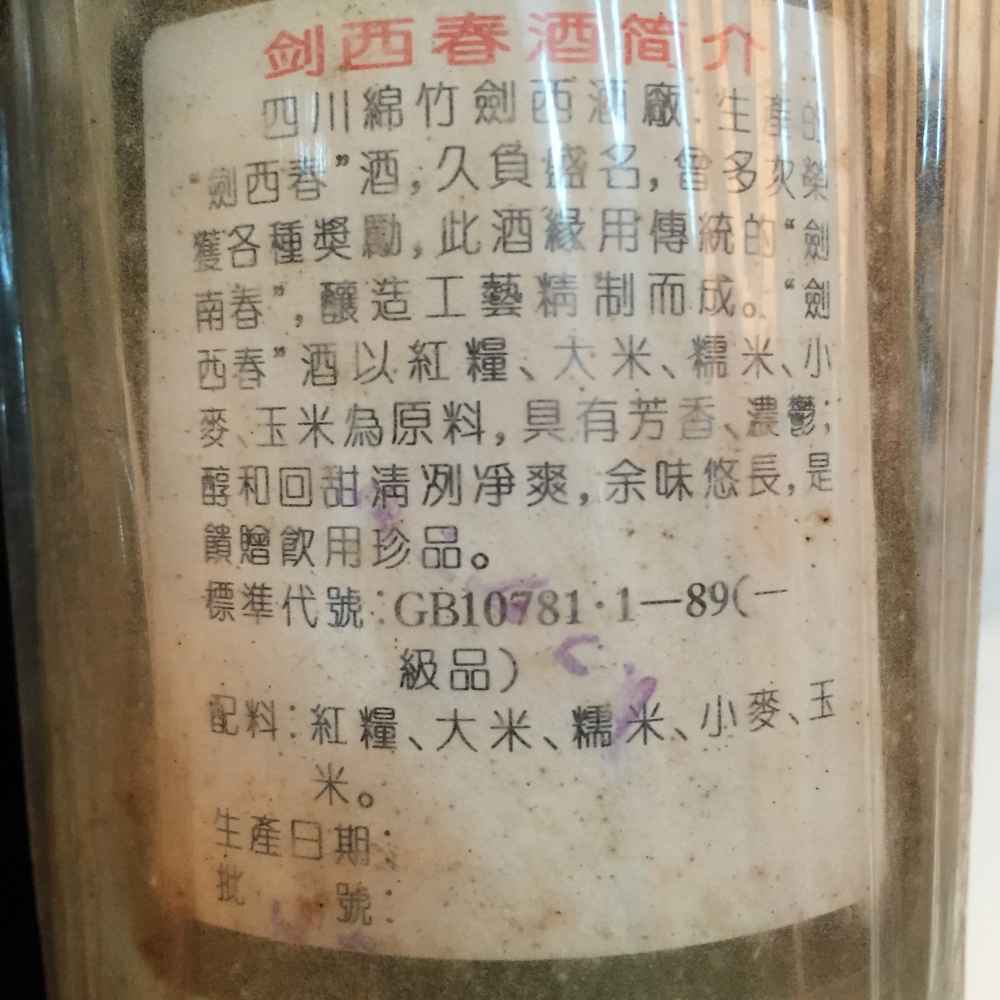 剑西春酒简介
四川綿竹劍西酒廠:生產的
“劍西春”酒,久負盛名,曾多次榮
獲各種奬勵,此酒緣用傳統的“劍
南春”,釀造工藝精制而成。“劍
西春”酒以紅糧、大米、糯米、小
麥、玉米為原料,具有芳香、濃鬱;
醇和回甜清冽凈爽,余味悠長,是
饋贈飲用珍品。
標準代號:GB10781·1—89(一
級品)
配料:紅糧、大米、糯米、小麥、玉
米。
生產日期:
批 號: